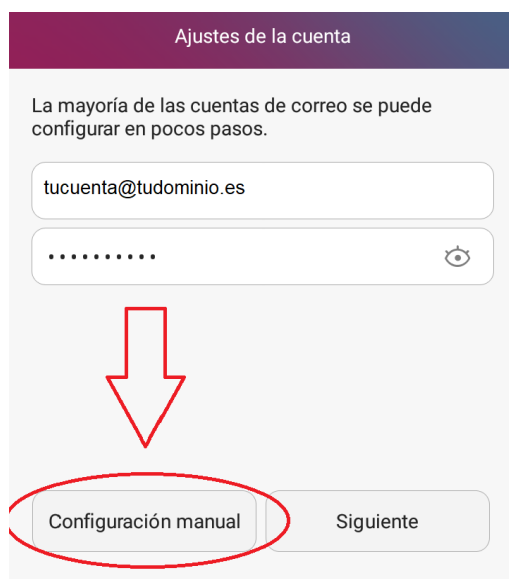 Ajustes de la cuenta
La mayoría de las cuentas de correo se puede
configurar en pocos pasos.
tucuenta@tudominio.es
••••••••••
Configuración manual
Siguiente